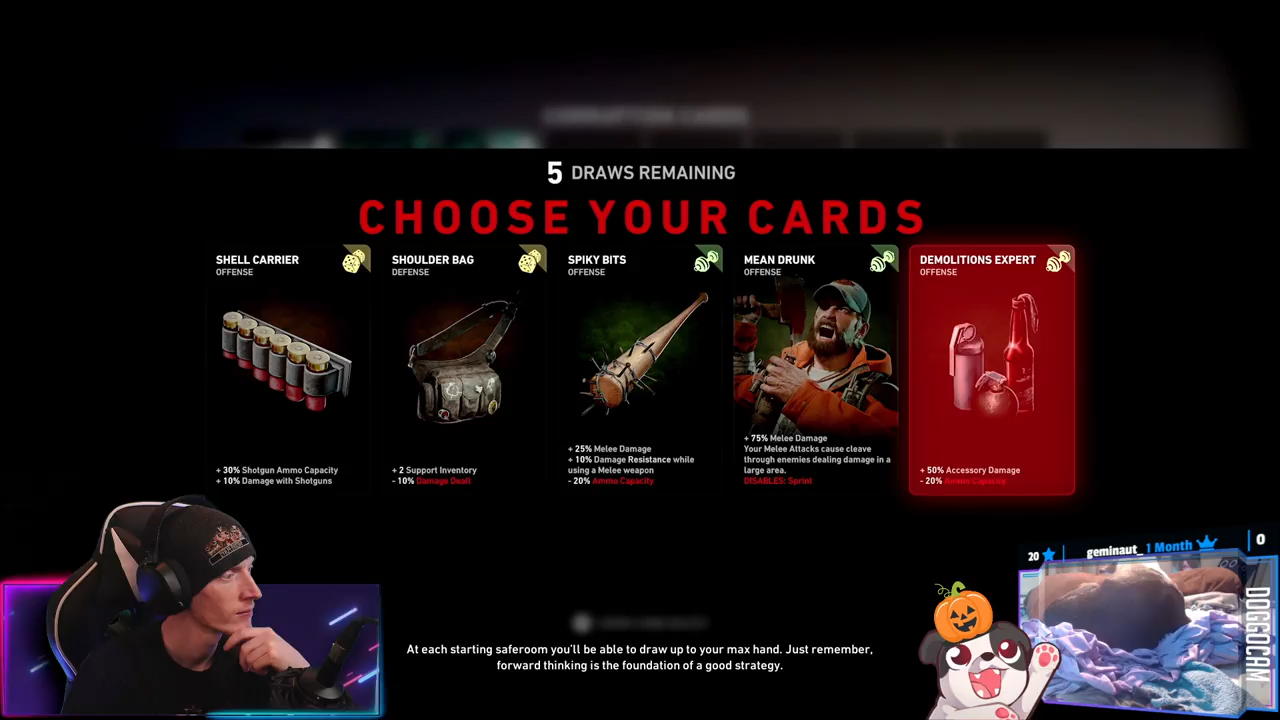 5 DRAWS REMAINING
CHOOSE YOUR CARDS
SHELL CARRIER
OFFENSE
+ 30% Shotgun Ammo Capacity
+ 10% Damage with Shotguns
SHOULDER BAG
DEFENSE
+ 2 Support Inventory
- 10% Damage Dealt
SPIKY BITS
OFFENSE
+ 25% Melee Damage
+ 10% Damage Resistance while
using a Melee weapon
- 20% Ammo Capacity
MEAN DRUNK
OFFENSE
+ 75% Melee Damage
Your Melee Attacks cause cleave
through enemies dealing damage in a
large area.
DISABLES: Sprint
DEMOLITIONS EXPERT
OFFENSE
+ 50% Accessory Damage
- 20% Ammo Capacity
20
geminaut_ 1 Month
0
DOGGOCAM
At each starting saferoom you'll be able to draw up to your max hand. Just remember,
forward thinking is the foundation of a good strategy.